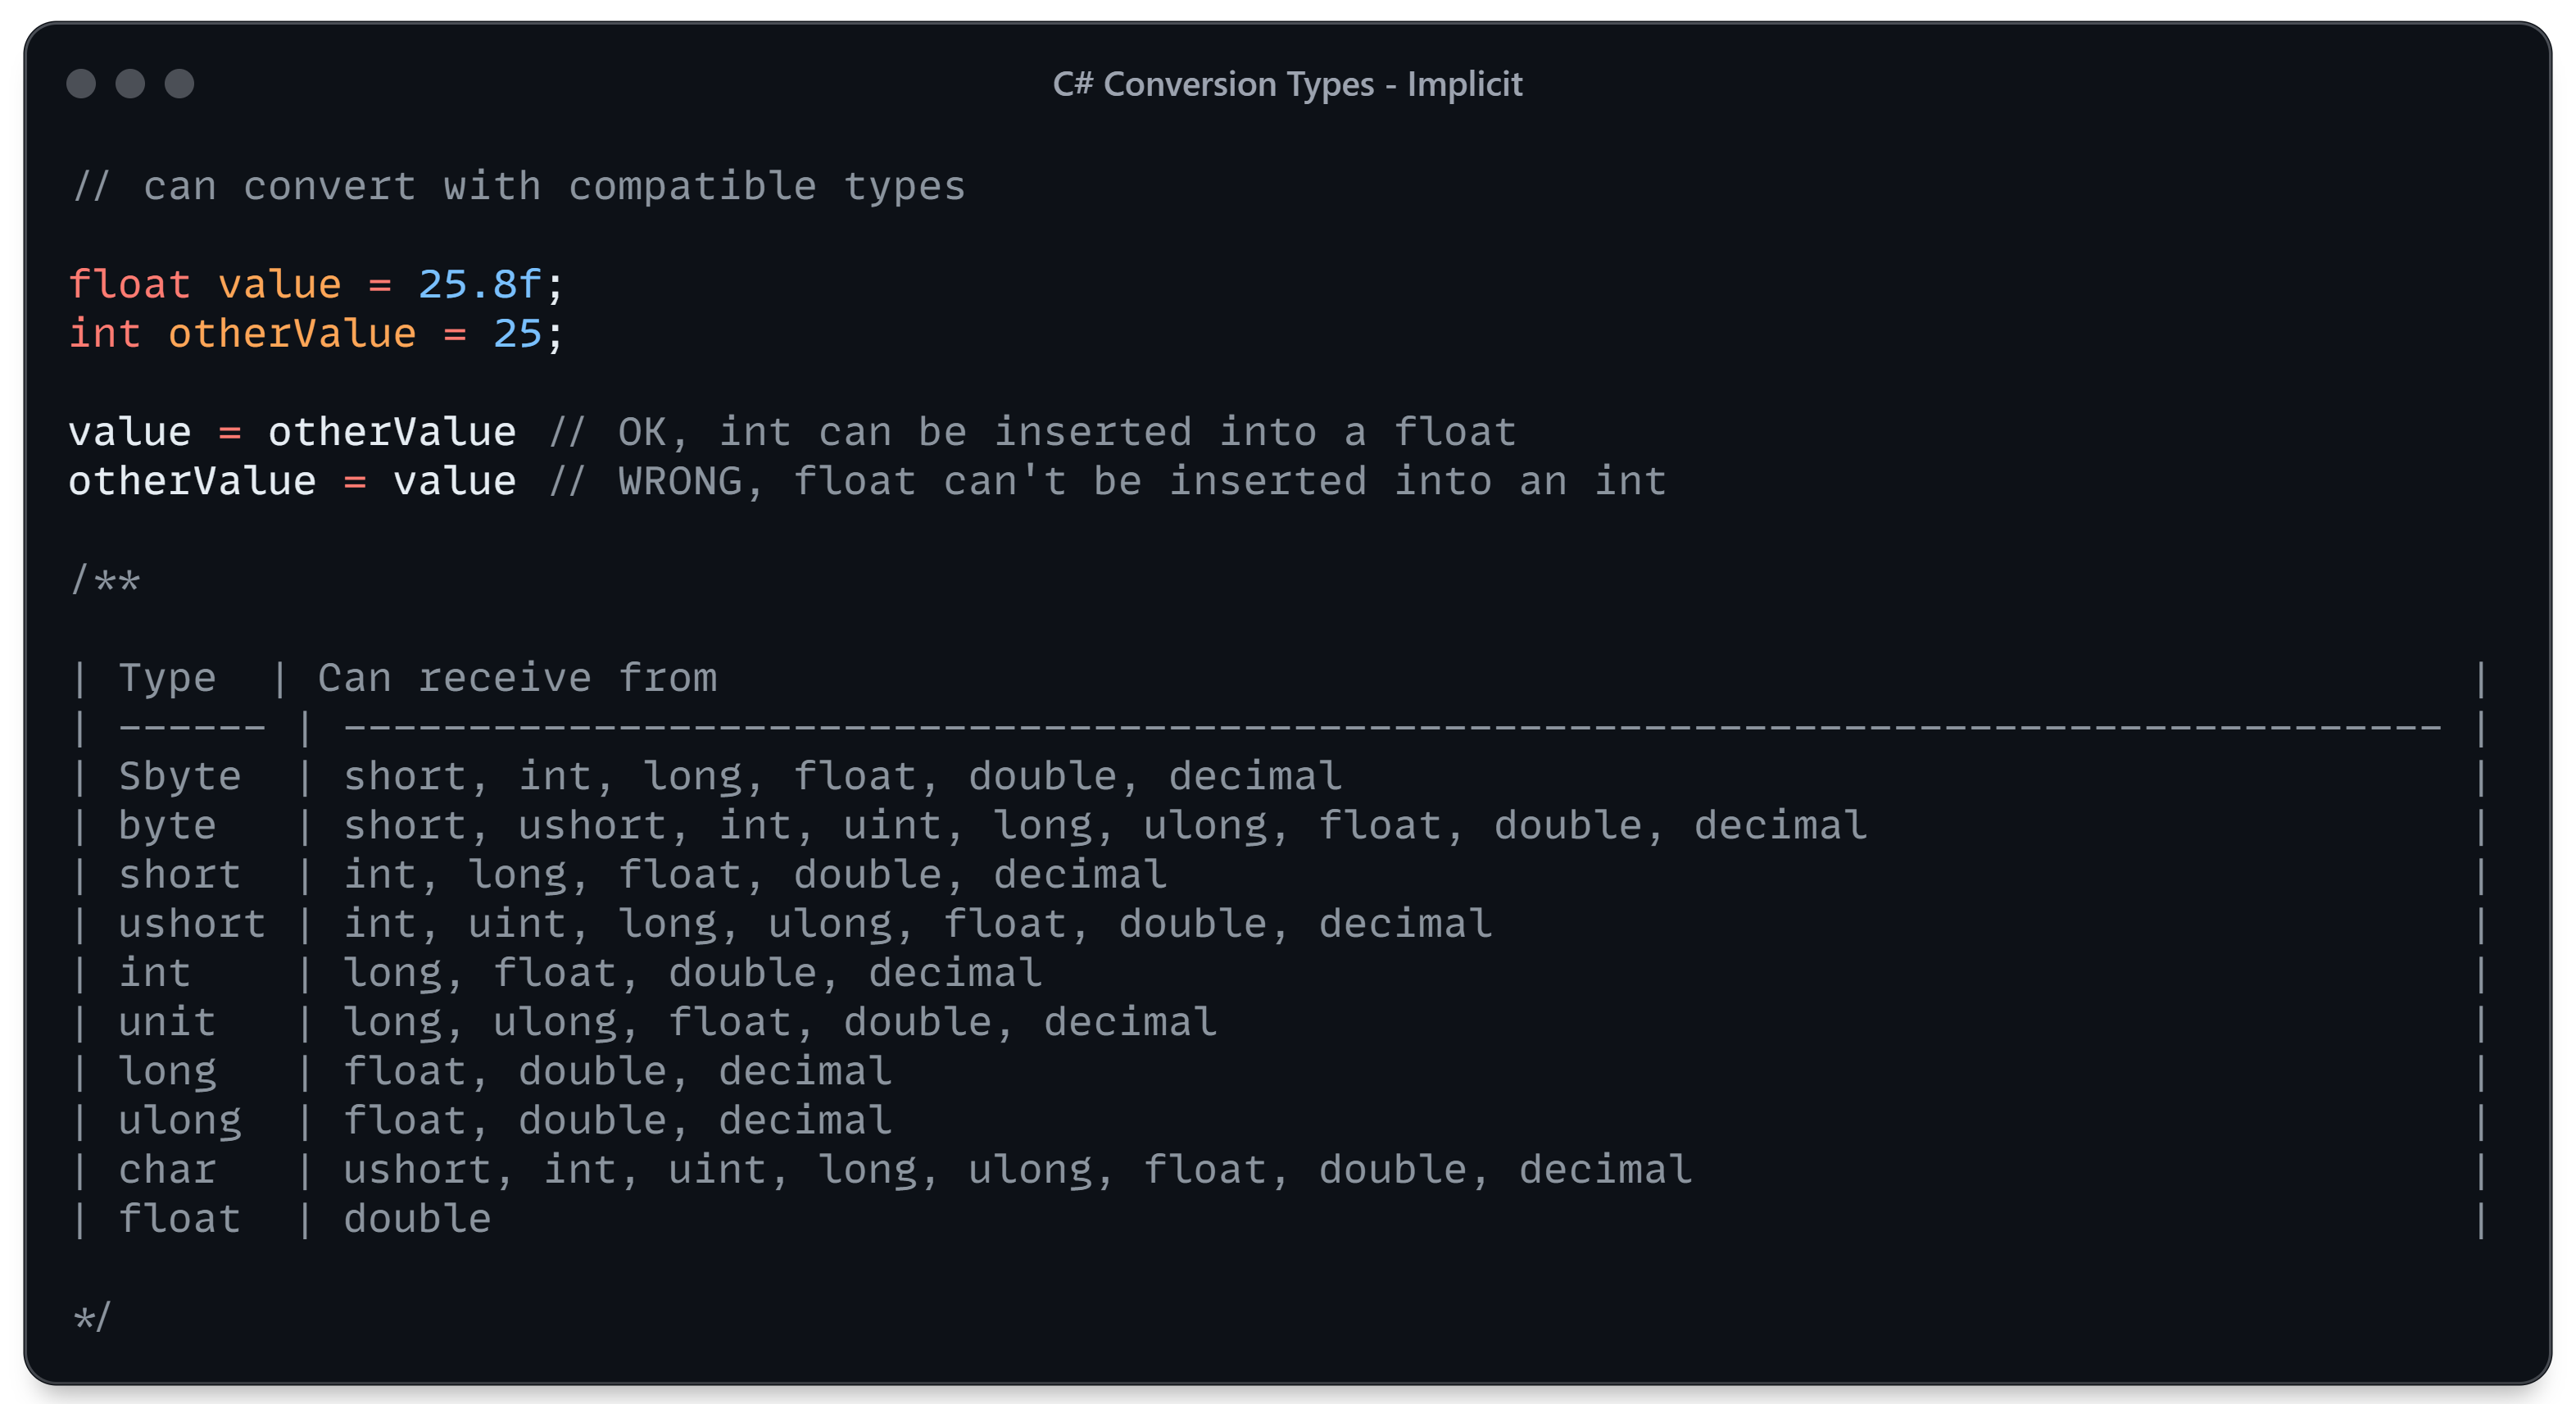 C# Conversion Types - Implicit
// can convert with compatible types
float value = 25.8f;
int otherValue = 25;
value = otherValue // OK, int can be inserted into a float
otherValue = value // WRONG, float can't be inserted into an int
/**
| Type  | Can receive from                                                                      |
| ------ | ------------------------------------------------------------------------------------ |
| Sbyte  | short, int, long, float, double, decimal                                             |
| byte   | short, ushort, int, uint, long, ulong, float, double, decimal                        |
| short  | int, long, float, double, decimal                                                    |
| ushort | int, uint, long, ulong, float, double, decimal                                       |
| int    | long, float, double, decimal                                                         |
| unit   | long, ulong, float, double, decimal                                                  |
| long   | float, double, decimal                                                               |
| ulong  | float, double, decimal                                                               |
| char   | ushort, int, uint, long, ulong, float, double, decimal                               |
| float  | double                                                                               |
*/